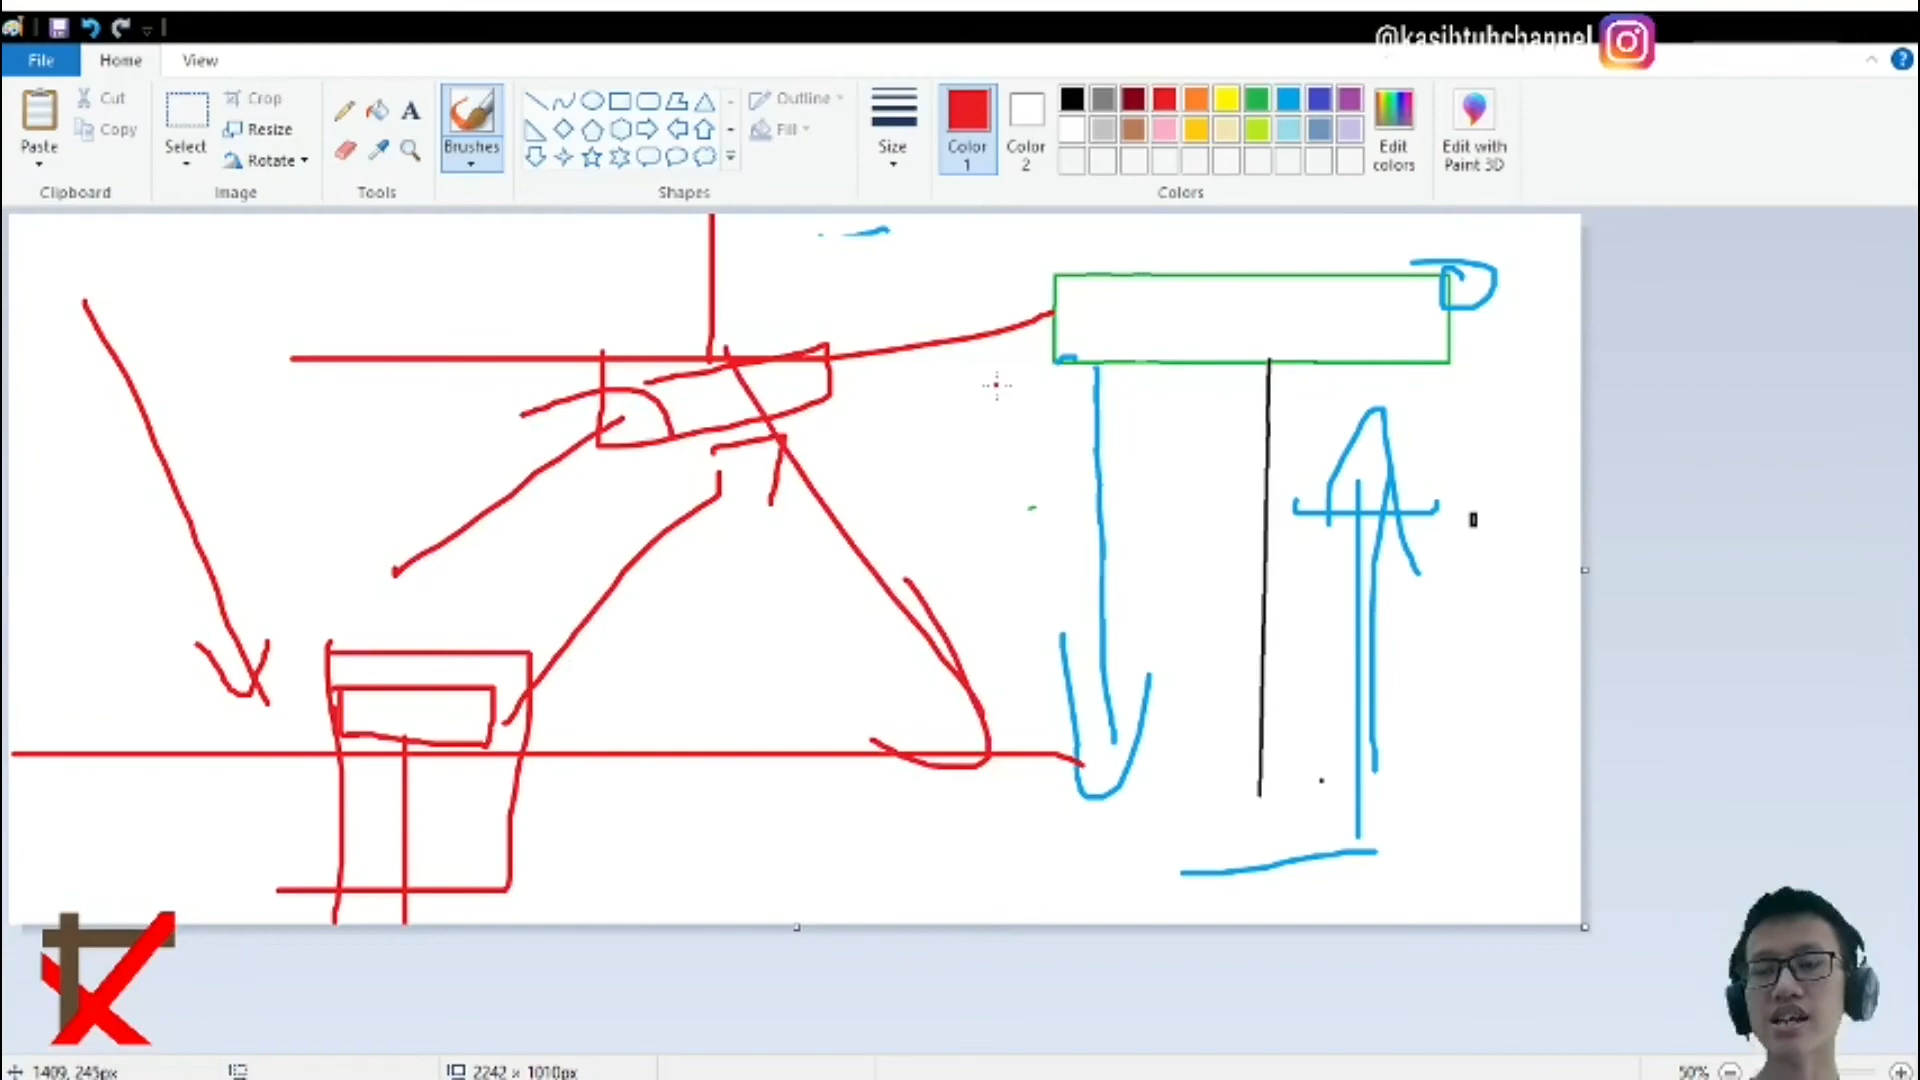 @kasihtuhchannel
File Home View
Cut
Copy
Paste
Clipboard
Select
Crop
Resize
Rotate
Image
A
Tools
Brushes
Outline
Fill
Shapes
Size
Color
1
Color
2
Edit
colors
Colors
Edit with
Paint 3D
1409, 245px
2242 × 1010px
50%